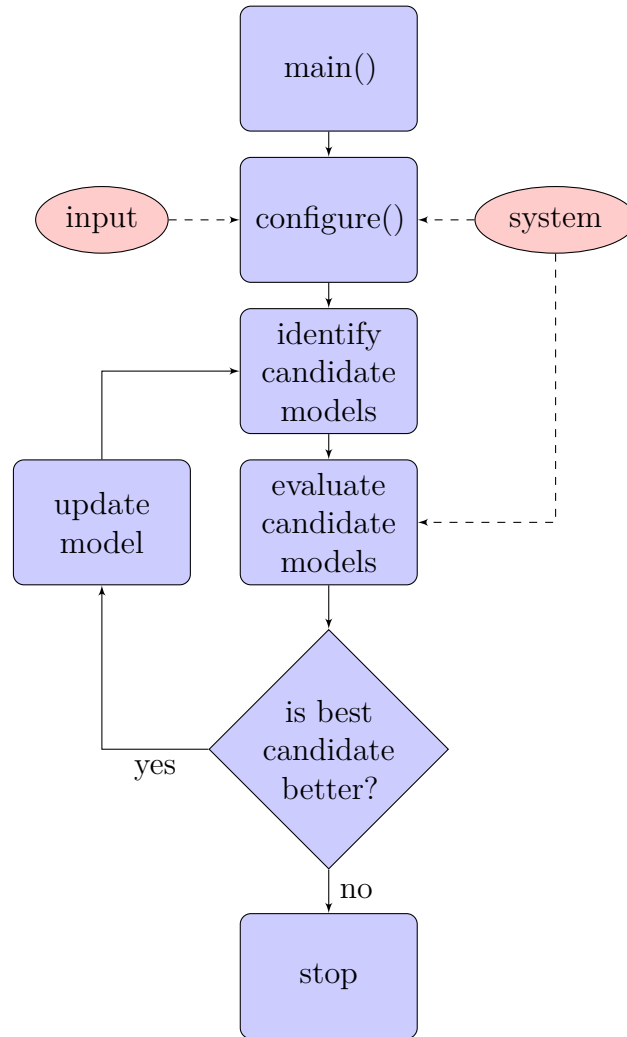 main()
input
configure()
system
identify
candidate
models
update
model
evaluate
candidate
models
is best
candidate
better?
yes
no
stop